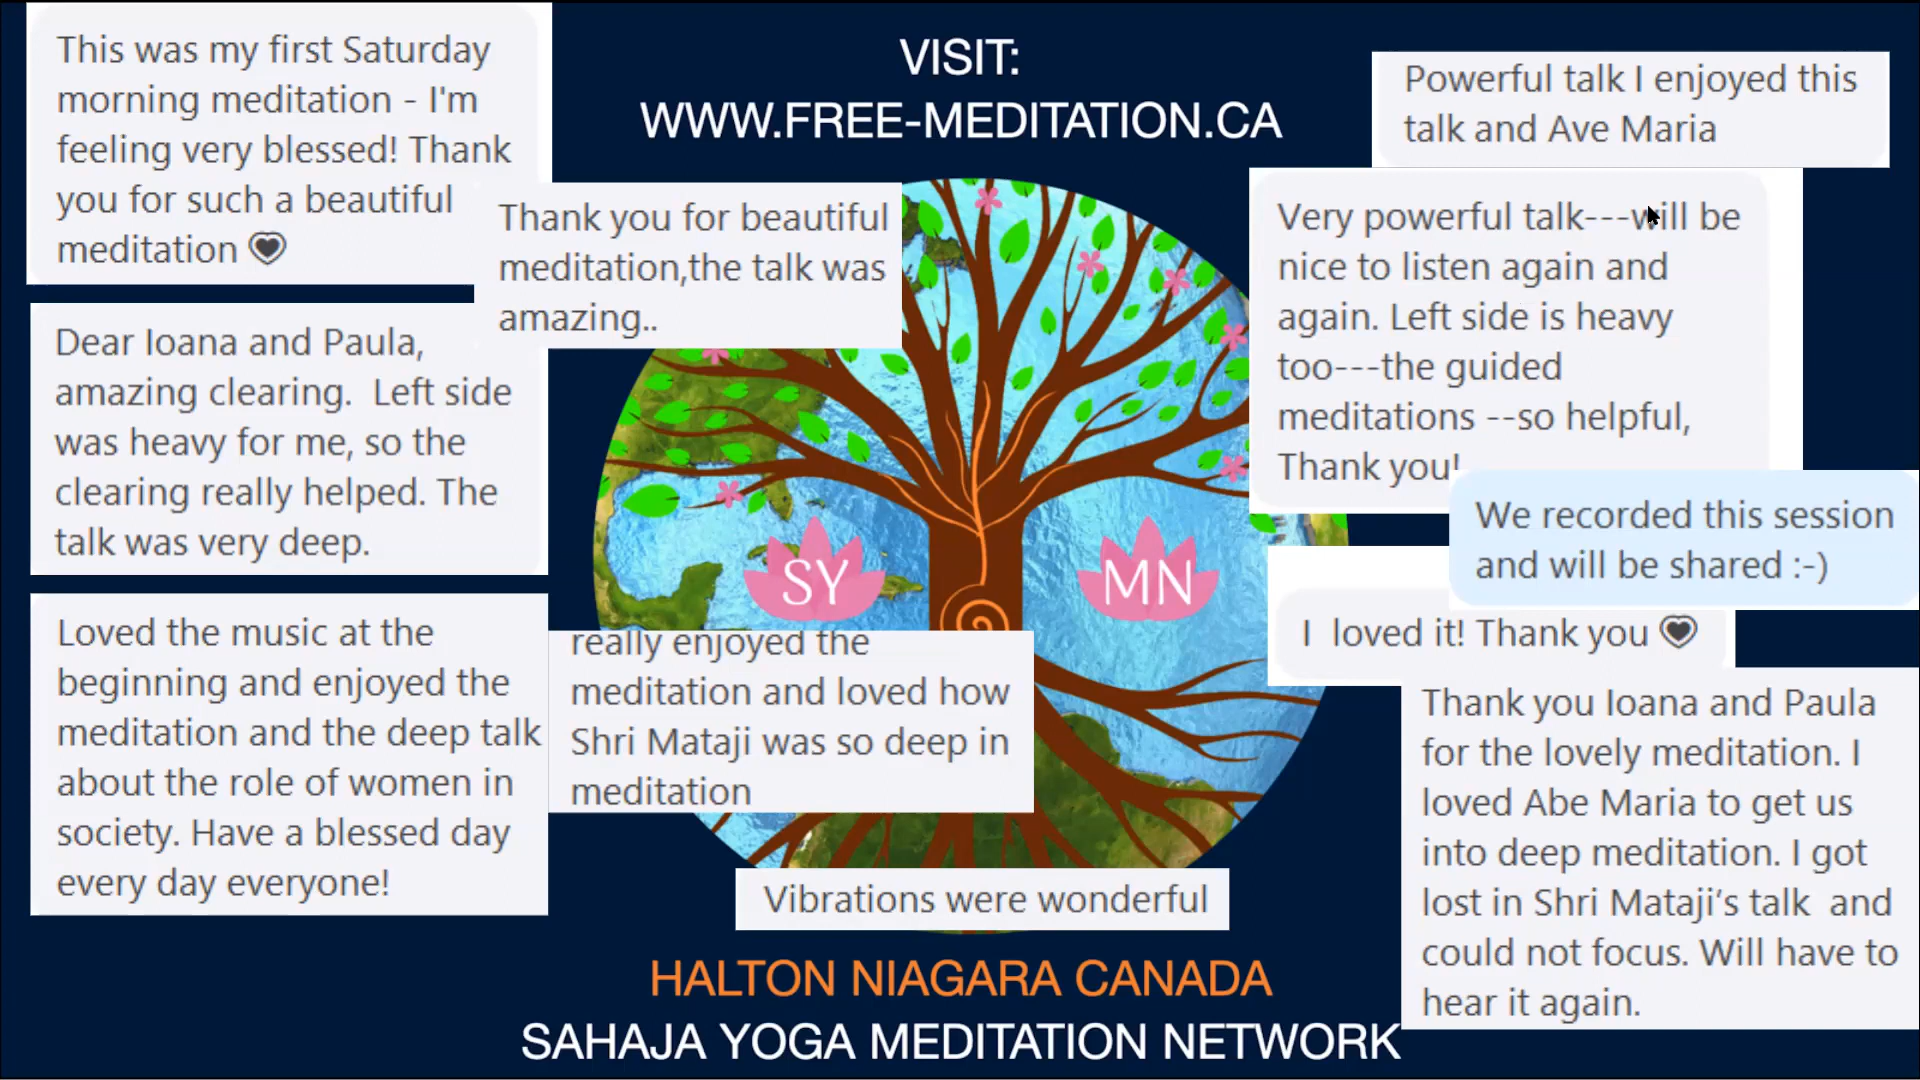 This was my first Saturday
morning meditation - I'm
feeling very blessed! Thank
you for such a beautiful
meditation
Dear Ioana and Paula,
amazing clearing.  Left side
was heavy for me, so the
clearing really helped. The
talk was very deep.
Loved the music at the
beginning and enjoyed the
meditation and the deep talk
about the role of women in
society. Have a blessed day
every day everyone!
VISIT:
WWW.FREE-MEDITATION.CA
Thank you for beautiful
meditation,the talk was
amazing..
SY
MN
really enjoyed the
meditation and loved how
Shri Mataji was so deep in
meditation
Vibrations were wonderful
HALTON NIAGARA CANADA
SAHAJA YOGA MEDITATION NETWORK
Powerful talk I enjoyed this
talk and Ave Maria
Very powerful talk---will be
nice to listen again and
again. Left side is heavy
too---the guided
meditations --so helpful,
Thank you!
We recorded this session
and will be shared :-)
I  loved it! Thank you
Thank you Ioana and Paula
for the lovely meditation. I
loved Abe Maria to get us
into deep meditation. I got
lost in Shri Mataji’s talk  and
could not focus. Will have to
hear it again.